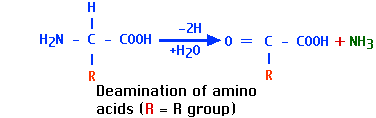 H
-2H
H2N - C - COOH O = C - COOH + NH3
+H2O
R R
Deamination of amino
acids (R = R group)